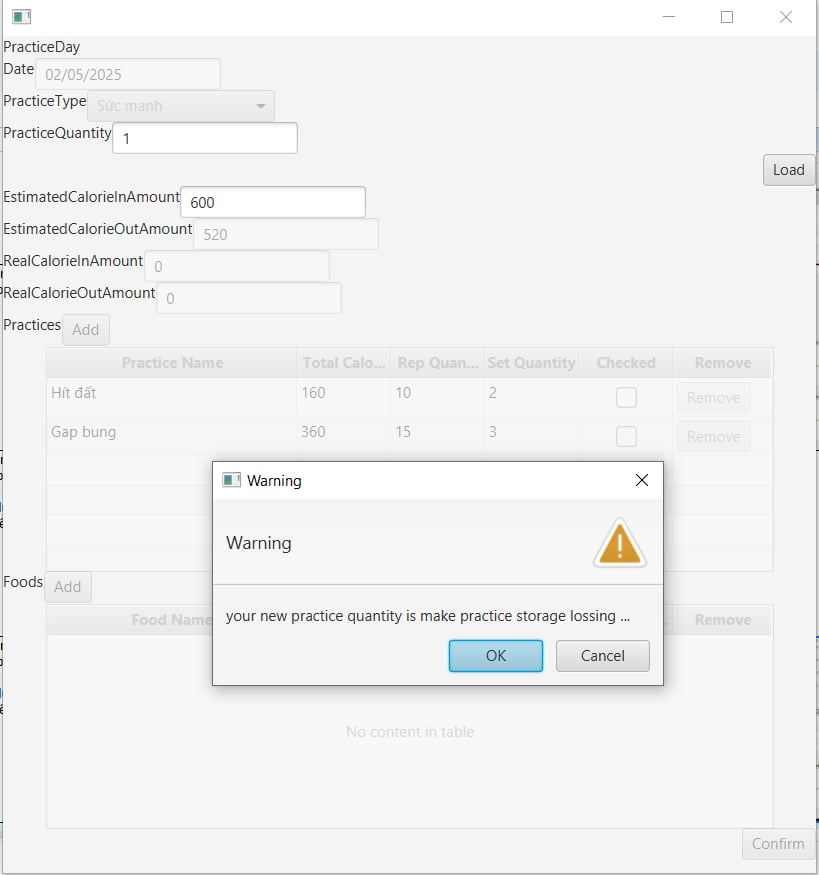 PracticeDay
Date 02/05/2025
PracticeType Sức mạnh
PracticeQuantity 1
Load
EstimatedCalorieInAmount 600
EstimatedCalorieOutAmount 520
RealCalorieInAmount 0
RealCalorieOutAmount 0
Practices Add
Practice Name Total Calo... Rep Quan... Set Quantity Checked Remove
Hít đất 160 10 2 Remove
Gap bung 360 15 3 Remove
Warning
Warning
your new practice quantity is make practice storage lossing ...
OK Cancel
Foods Add
Food Name Remove
No content in table
Confirm